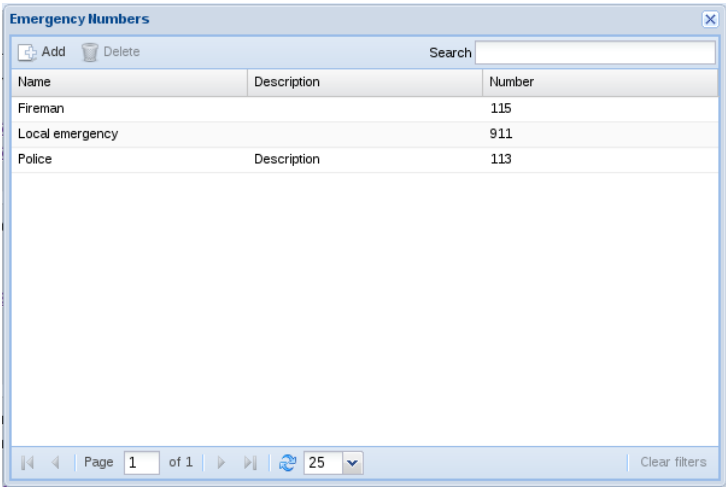 Emergency Numbers
Add Delete Search
Name Description Number
Fireman 115
Local emergency 911
Police Description 113
Page 1 of 1 25 Clear filters